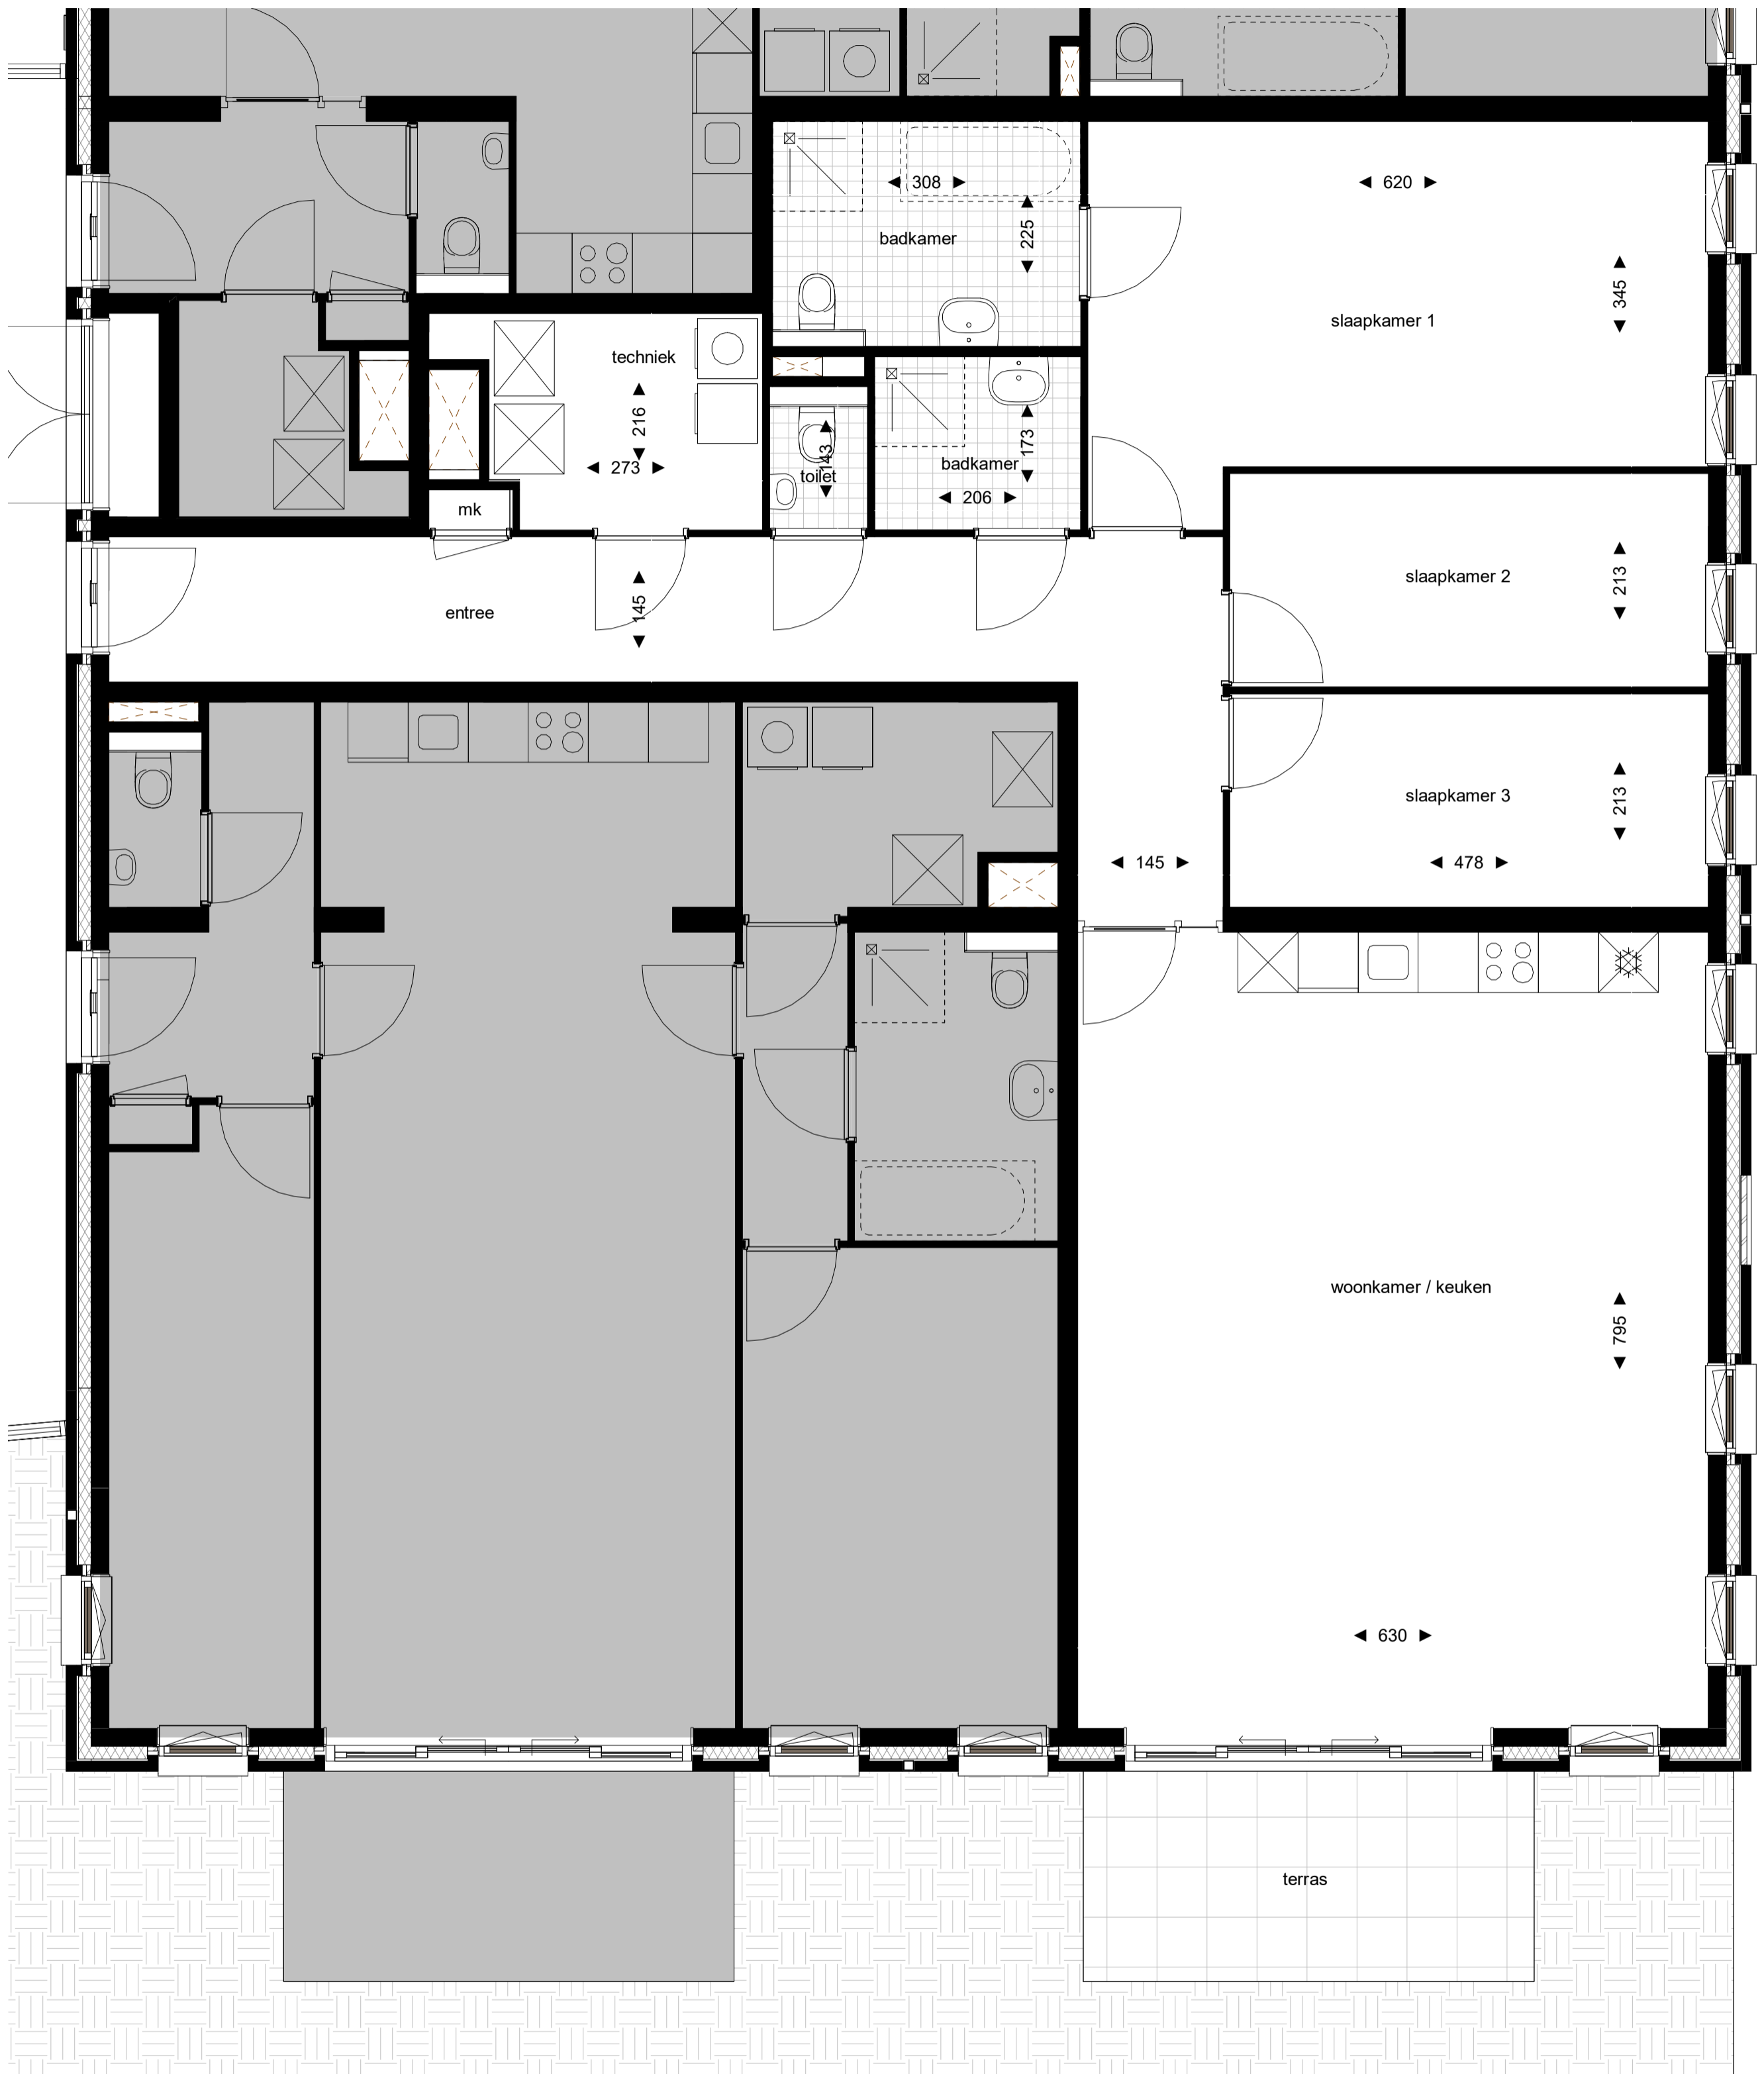 308
620
225
badkamer
345
slaapkamer 1
techniek
216
273
143
toilet
173
badkamer
206
mk
slaapkamer 2
213
entree
145
slaapkamer 3
213
145
478
woonkamer / keuken
795
630
terras